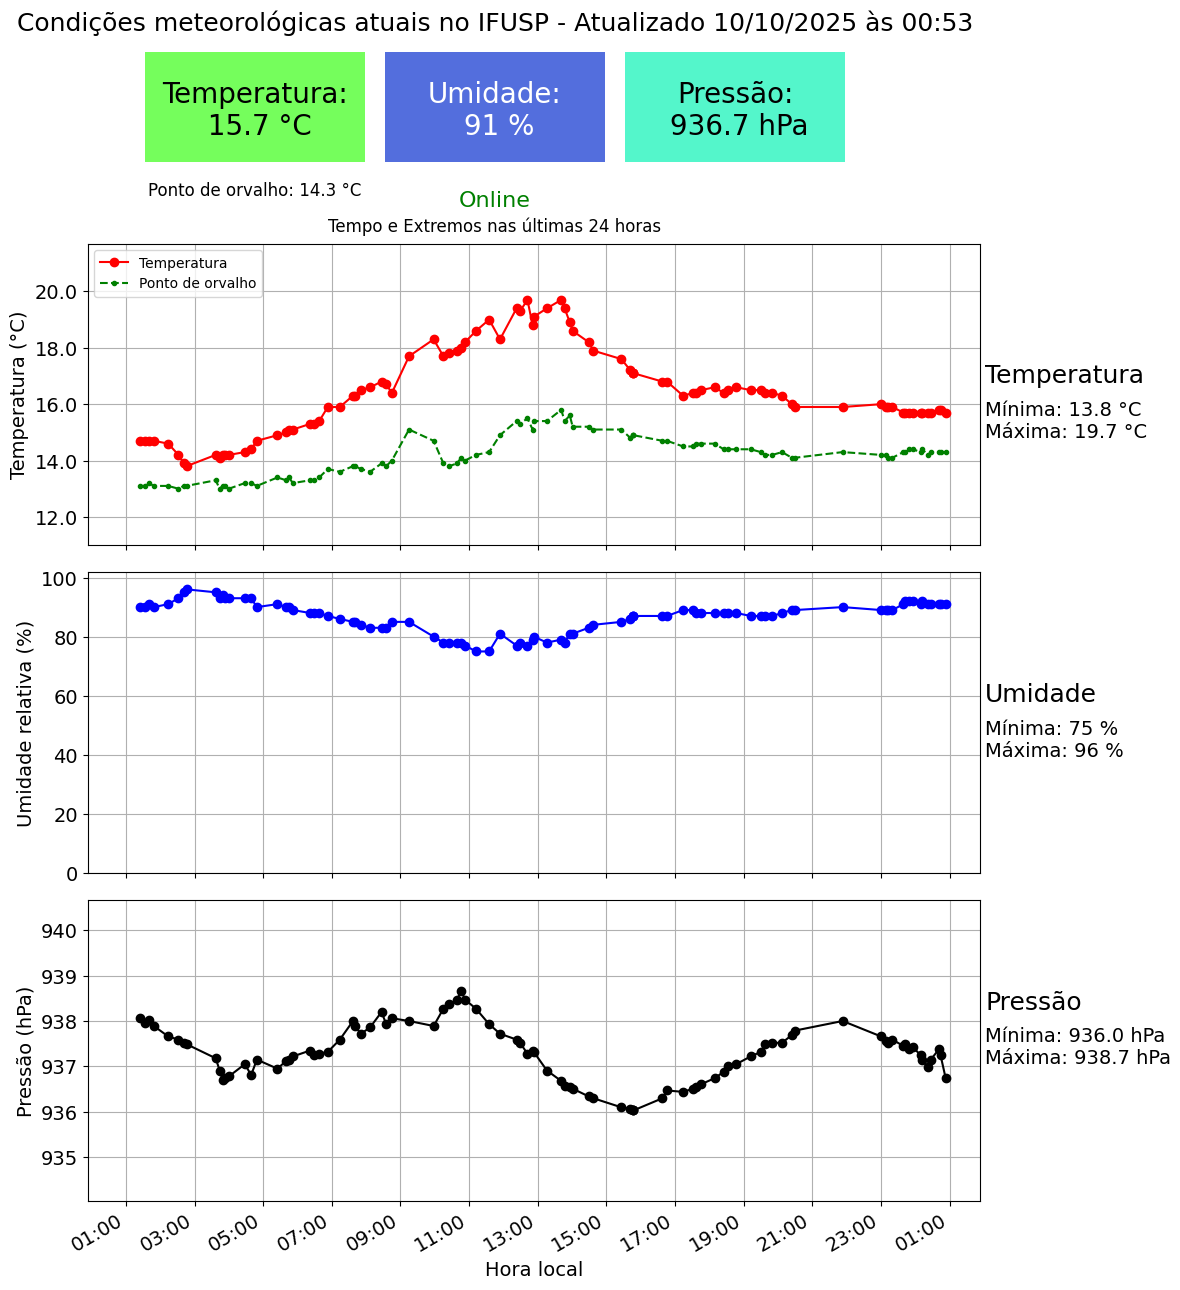 Condições meteorológicas atuais no IFUSP - Atualizado 10/10/2025 às 00:53
Temperatura:
15.7 °C
Umidade:
91 %
Pressão:
936.7 hPa
Ponto de orvalho: 14.3 °C
Online
Tempo e Extremos nas últimas 24 horas
Temperatura
Ponto de orvalho
Temperatura (°C)
20.0
18.0
16.0
14.0
12.0
Temperatura
Mínima: 13.8 °C
Máxima: 19.7 °C
Umidade relativa (%)
100
80
60
40
20
0
Umidade
Mínima: 75 %
Máxima: 96 %
Pressão (hPa)
940
939
938
937
936
935
Pressão
Mínima: 936.0 hPa
Máxima: 938.7 hPa
01:00
03:00
05:00
07:00
09:00
11:00
13:00
15:00
17:00
19:00
21:00
23:00
01:00
Hora local